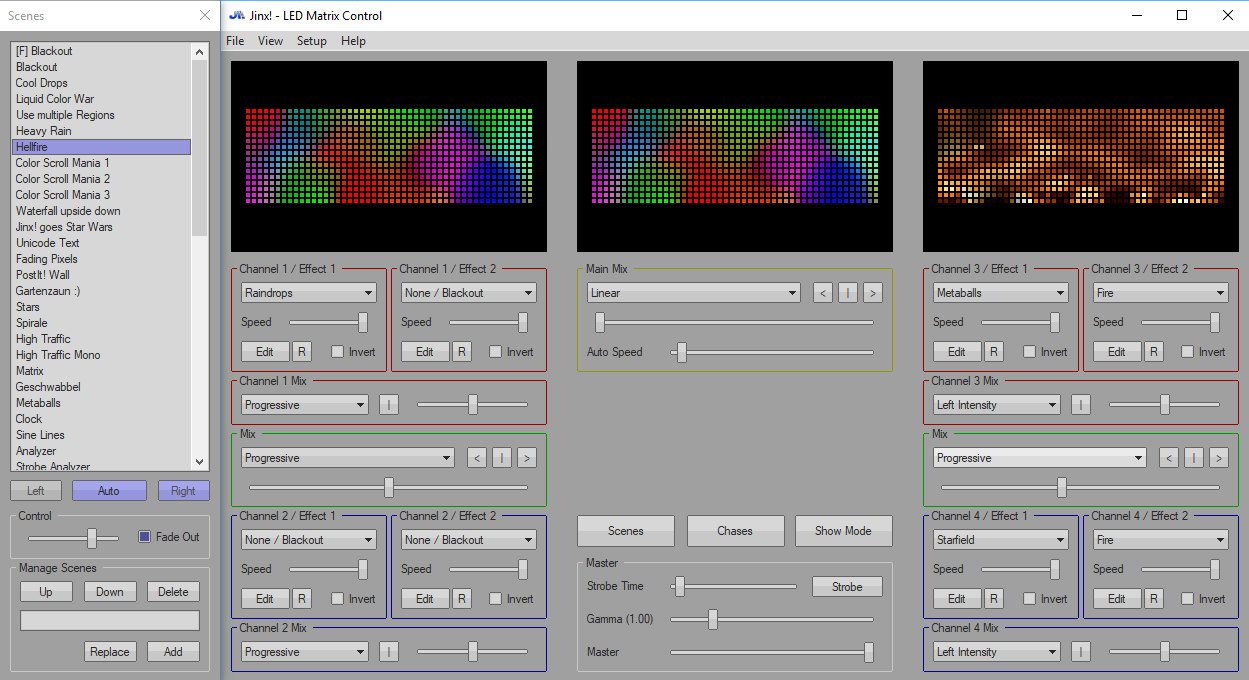 Scenes
[F] Blackout
Blackout
Cool Drops
Liquid Color War
Use multiple Regions
Heavy Rain
Hellfire
Color Scroll Mania 1
Color Scroll Mania 2
Color Scroll Mania 3
Waterfall upside down
Jinx! goes Star Wars
Unicode Text
Fading Pixels
PostIt! Wall
Gartenzaun :)
Stars
Spirale
High Traffic
High Traffic Mono
Matrix
Geschwabbel
Metaballs
Clock
Sine Lines
Analyzer
Strobe Analyzer
Left Auto Right
Control
Fade Out
Manage Scenes
Up Down Delete
Replace Add
Jinx! - LED Matrix Control
File View Setup Help
Channel 1 / Effect 1
Raindrops
Speed
Edit R Invert
Channel 1 / Effect 2
None / Blackout
Speed
Edit R Invert
Channel 1 Mix
Progressive I
Mix
Progressive < I >
Channel 2 / Effect 1
None / Blackout
Speed
Edit R Invert
Channel 2 / Effect 2
None / Blackout
Speed
Edit R Invert
Channel 2 Mix
Progressive I
Main Mix
Linear < I >
Auto Speed
Scenes Chases Show Mode
Master
Strobe Time Strobe
Gamma (1.00)
Master
Channel 3 / Effect 1
Metaballs
Speed
Edit R Invert
Channel 3 / Effect 2
Fire
Speed
Edit R Invert
Channel 3 Mix
Left Intensity I
Mix
Progressive < I >
Channel 4 / Effect 1
Starfield
Speed
Edit R Invert
Channel 4 / Effect 2
Fire
Speed
Edit R Invert
Channel 4 Mix
Left Intensity I